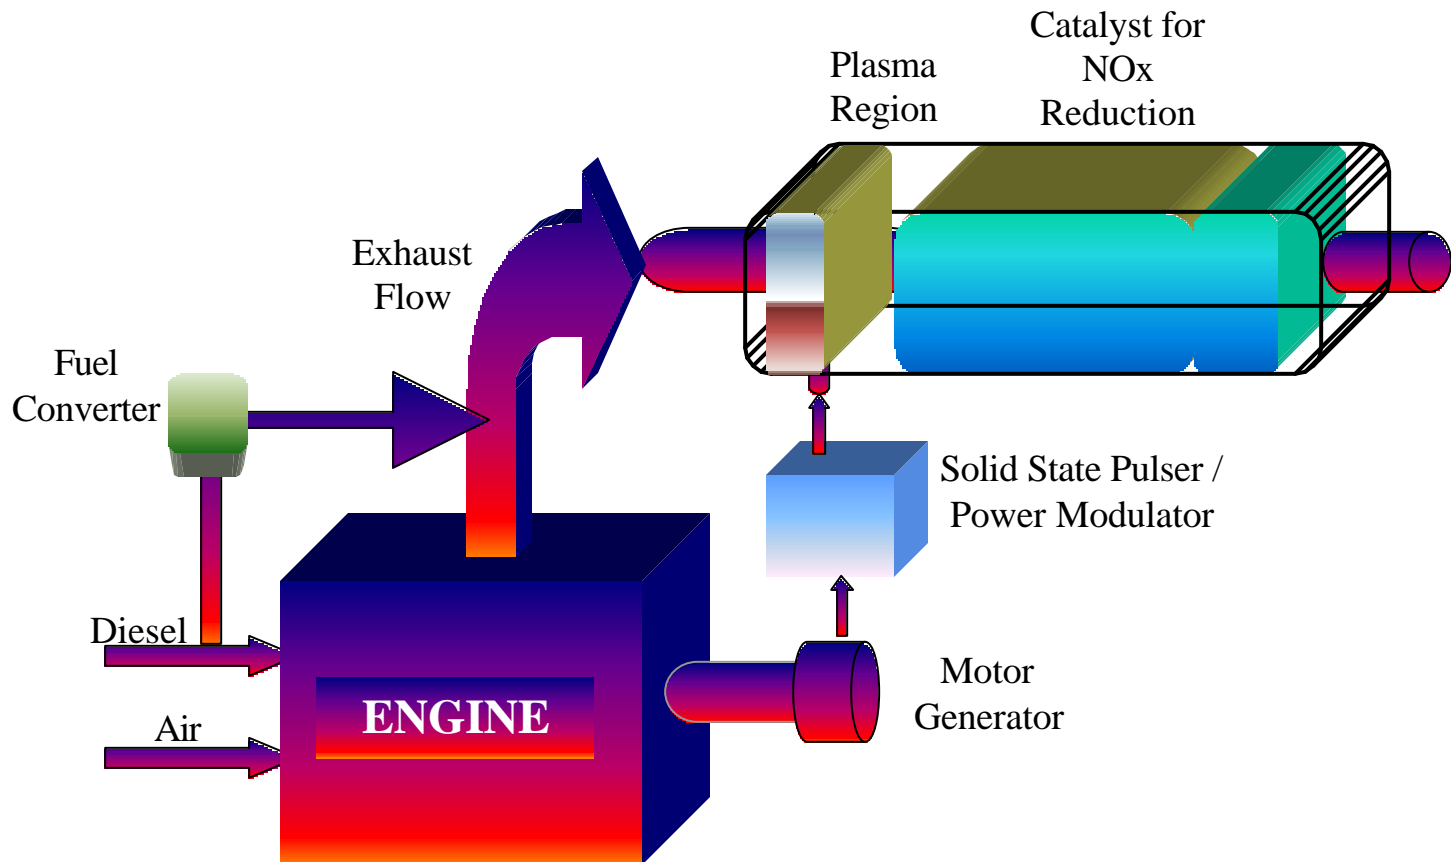 Catalyst for
NOx
Reduction
Plasma
Region
Exhaust
Flow
Fuel
Converter
Solid State Pulser /
Power Modulator
Diesel
Air
ENGINE
Motor
Generator